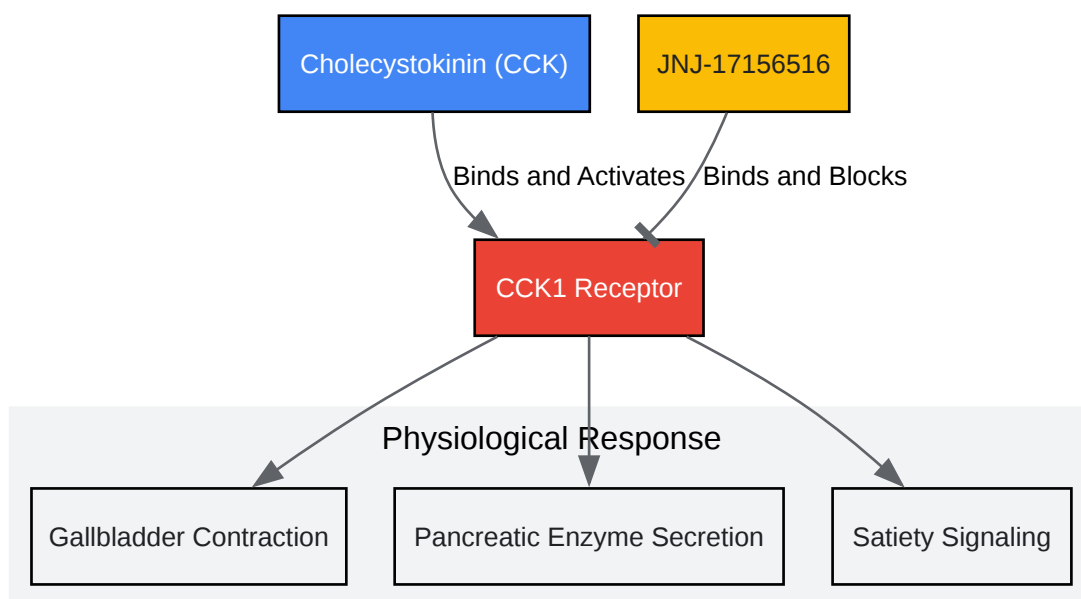 Cholecystokinin (CCK)
JNJ-17156516
Binds and Activates
Binds and Blocks
CCK1 Receptor
Physiological Response
Gallbladder Contraction
Pancreatic Enzyme Secretion
Satiety Signaling